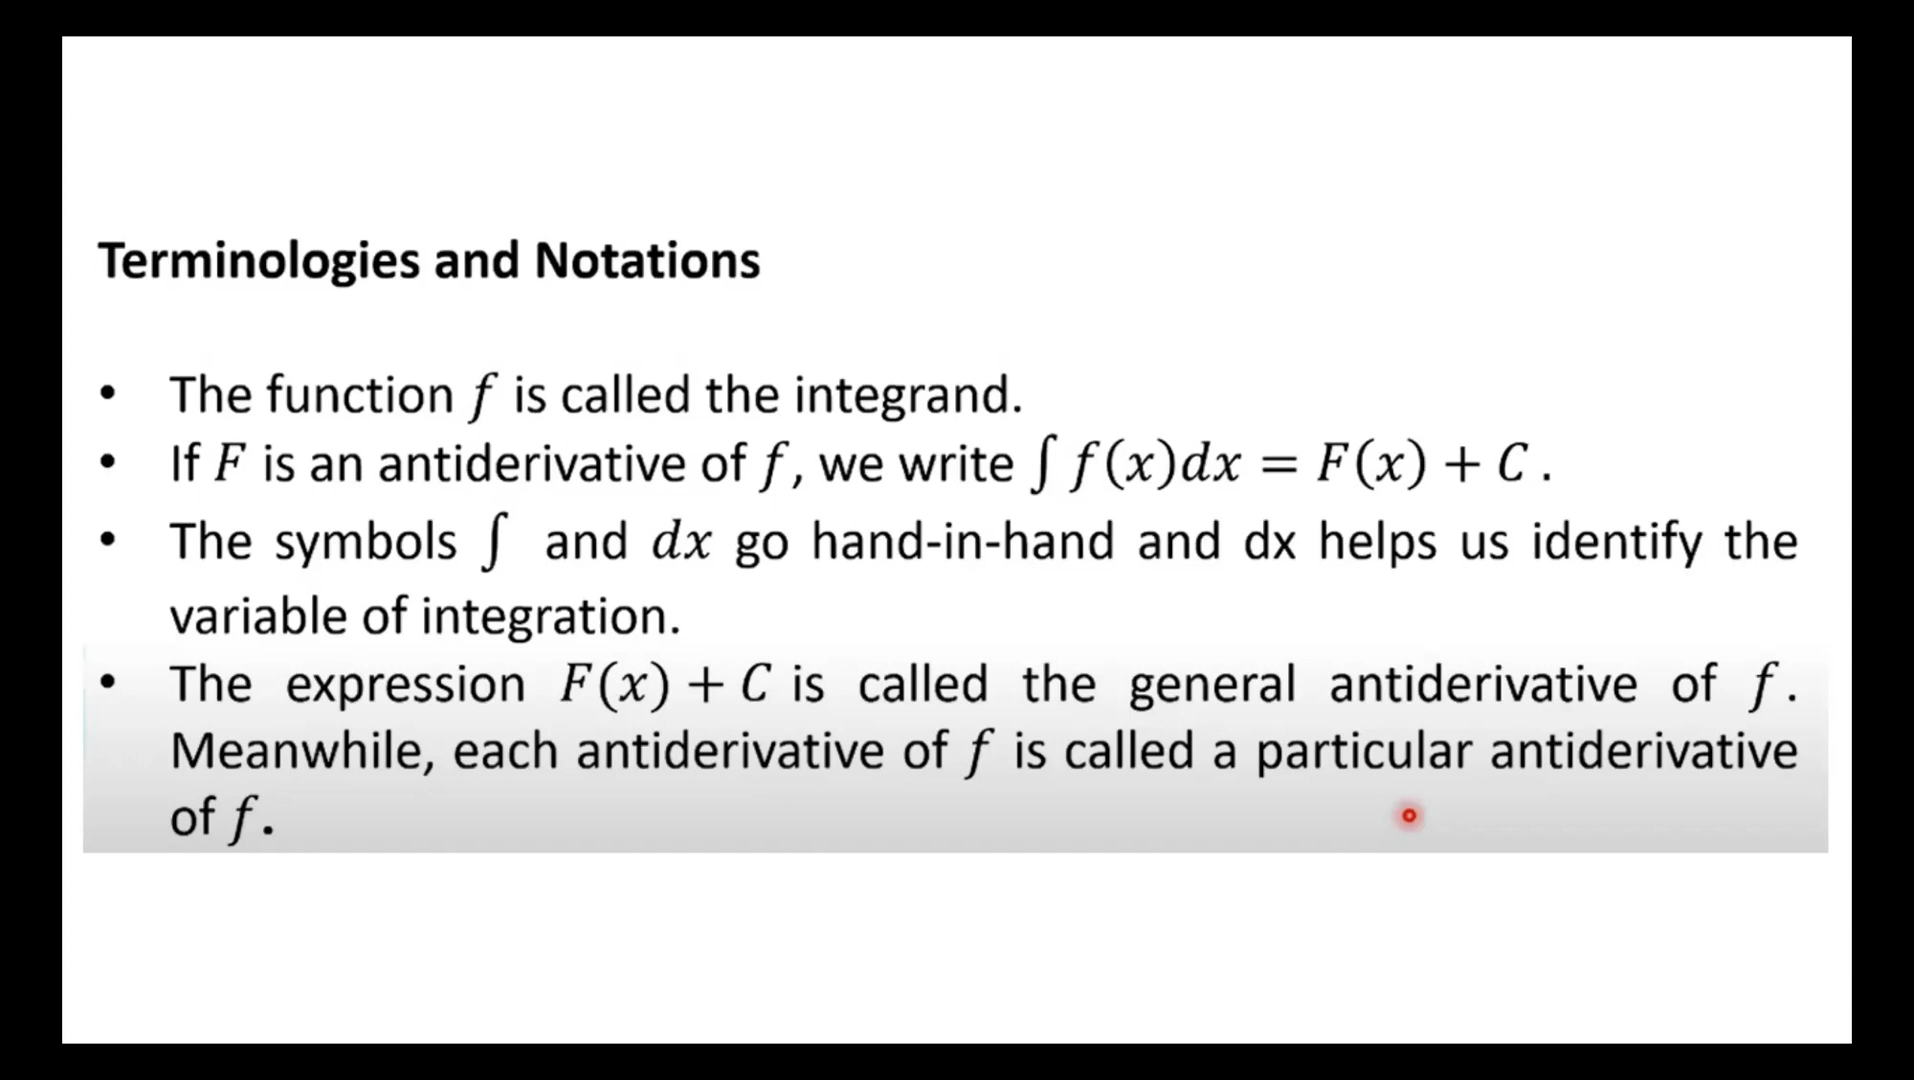 Terminologies and Notations
• The function f is called the integrand.
• If F is an antiderivative of f, we write ∫ f(x)dx = F(x) + C.
• The symbols ∫ and dx go hand-in-hand and dx helps us identify the
variable of integration.
• The expression F(x) + C is called the general antiderivative of f.
Meanwhile, each antiderivative of f is called a particular antiderivative
of f.